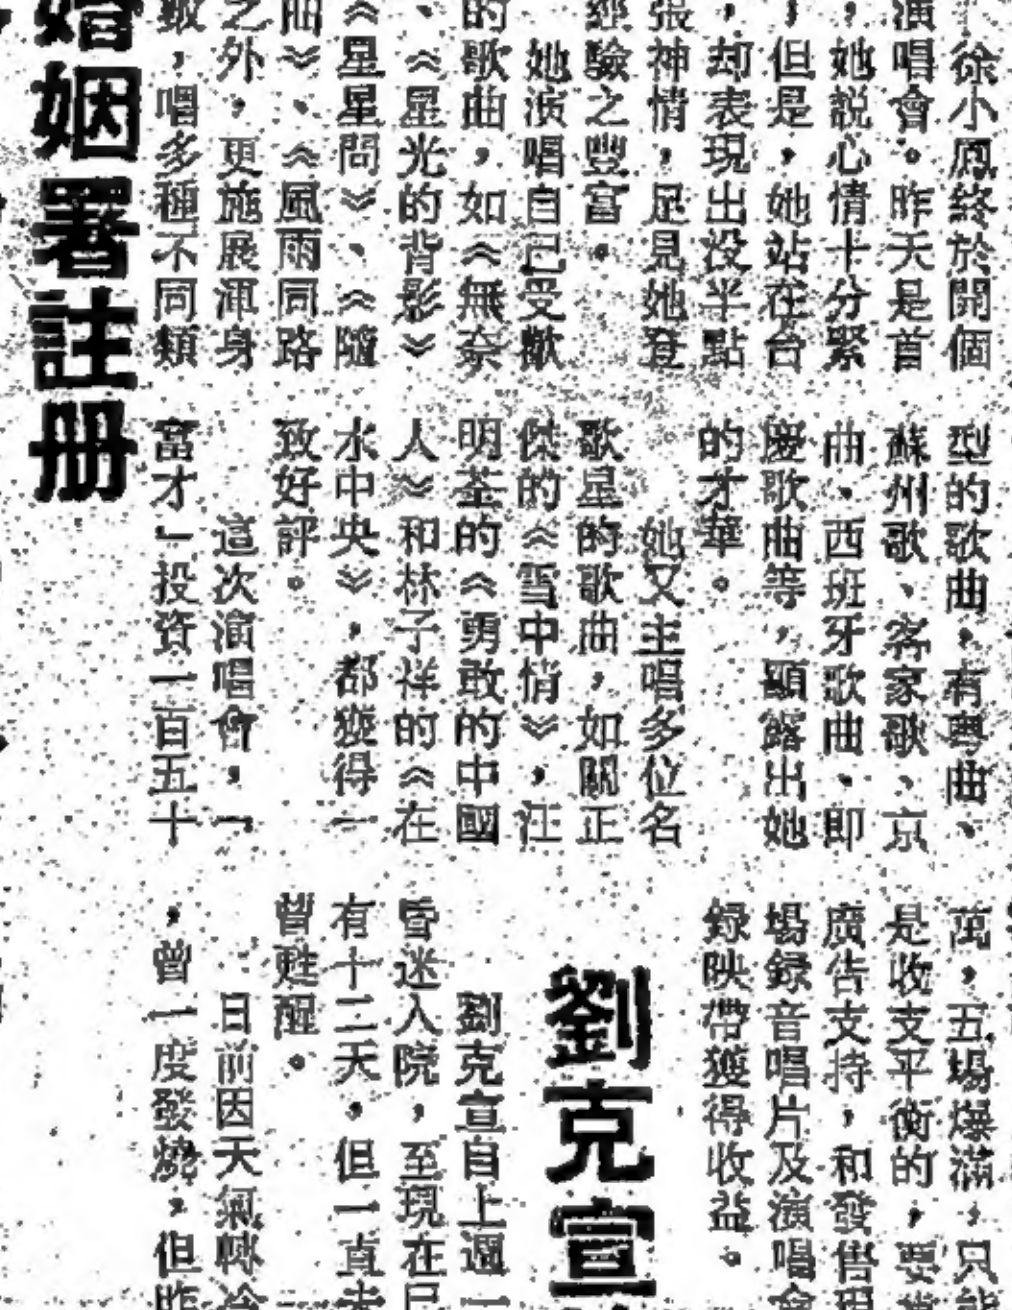 徐小鳳終於開個
演唱會。昨天是首
，她説心情十分緊
，但是，她站在台
，却表現出没半點
張神情，足見她登
經驗之豐富。
她演唱自己受歡
的歌曲，如《無奈
、《星光的背影》
《星星問》、《隨
曲》、《風雨同路
之外，更施展渾身
，唱多種不同類
型的歌曲，有粤曲、
蘇州歌、客家歌、京
曲、西班牙歌曲、即
慶歌曲等，顯露出她
的才華。
她又主唱多位名
歌星的歌曲，如關正
傑的《雪中情》，汪
明荃的《勇敢的中國
人》和林子祥的《在
水中央》，都獲得一
致好評。
這次演唱會，「
富才」投資一百五十
萬，五場爆滿，只能
是收支平衡的，要
廣告支持，和發售現
場録音唱片及演唱會
録映帶獲得收益。
婚姻署註册
劉克宣
劉克宣自上週一
昏迷入院，至現在已
有十二天，但一直未
曾甦醒。
日前因天氣轉冷
，曾一度發燒，但昨